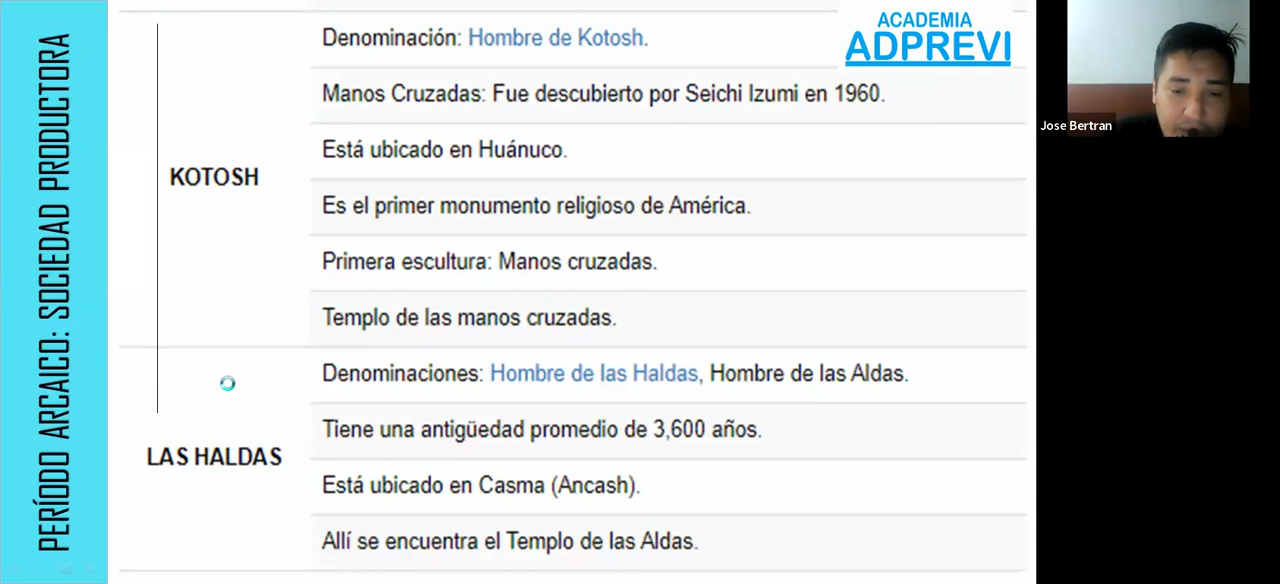 PERÍODO ARCAICO: SOCIEDAD PRODUCTORA
ACADEMIA
ADPREVI
Jose Bertran
KOTOSH
Denominación: Hombre de Kotosh.
Manos Cruzadas: Fue descubierto por Seichi Izumi en 1960.
Está ubicado en Huánuco.
Es el primer monumento religioso de América.
Primera escultura: Manos cruzadas.
Templo de las manos cruzadas.
LAS HALDAS
Denominaciones: Hombre de las Haldas, Hombre de las Aldas.
Tiene una antigüedad promedio de 3,600 años.
Está ubicado en Casma (Ancash).
Allí se encuentra el Templo de las Aldas.